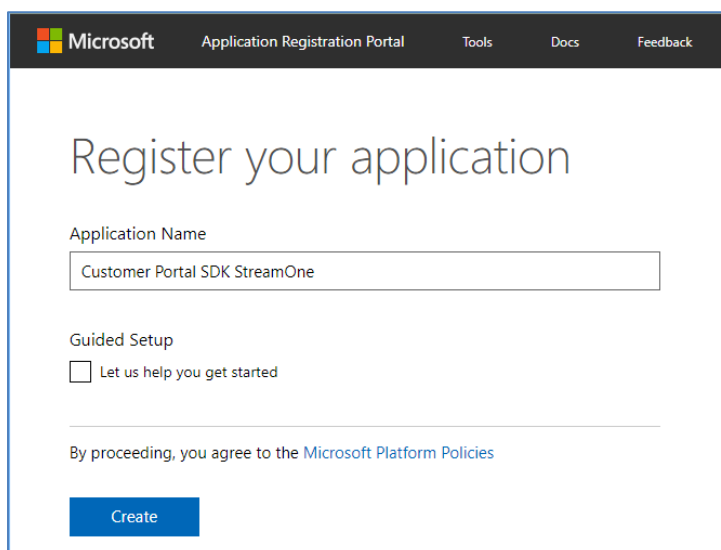 Microsoft Application Registration Portal Tools Docs Feedback
Register your application
Application Name
Customer Portal SDK StreamOne
Guided Setup
Let us help you get started
By proceeding, you agree to the Microsoft Platform Policies
Create